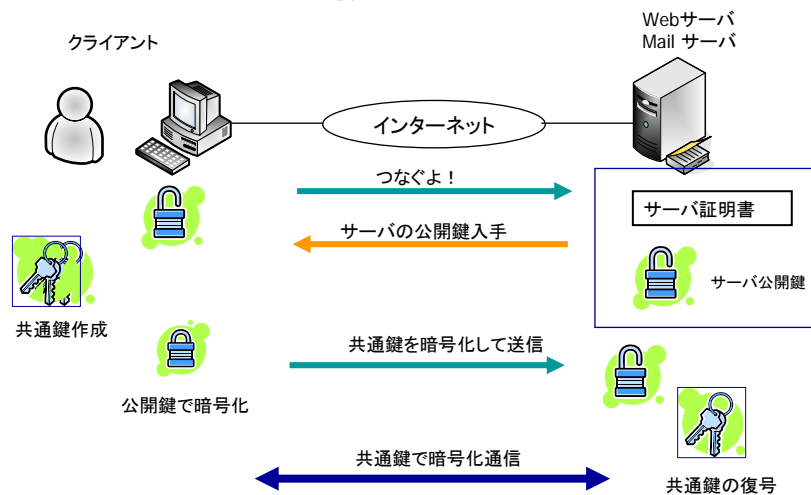 クライアント
Webサーバ
Mail サーバ
インターネット
つなぐよ！
サーバ証明書
サーバの公開鍵入手
サーバ公開鍵
共通鍵作成
共通鍵を暗号化して送信
公開鍵で暗号化
共通鍵で暗号化通信
共通鍵の復号